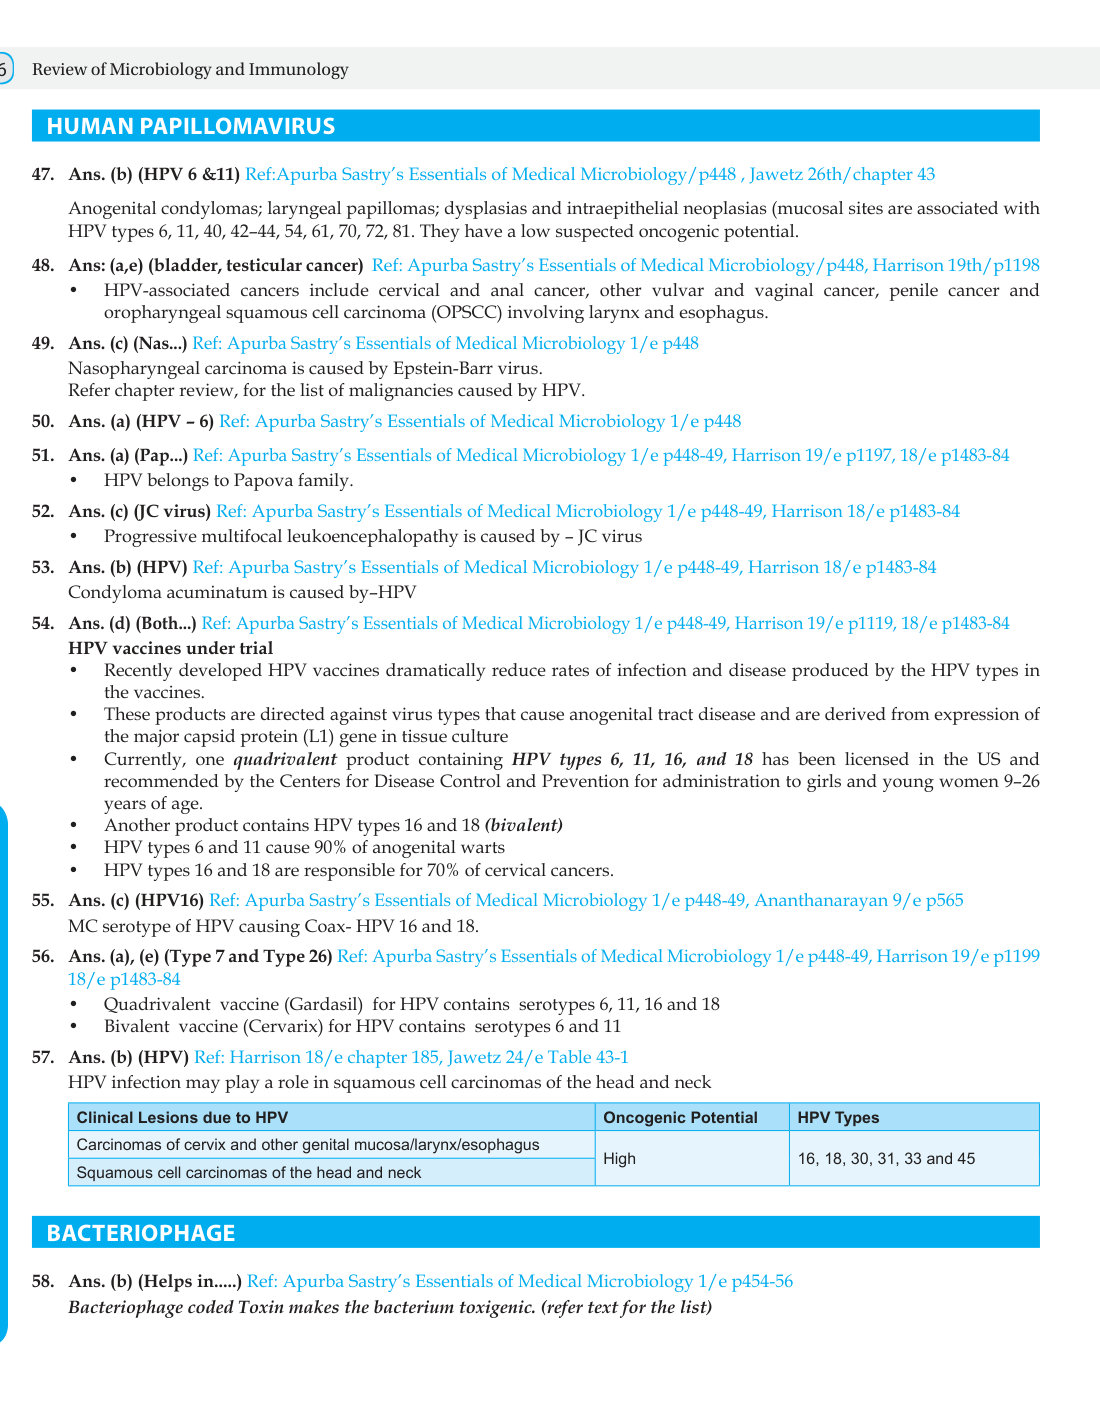 6 Review of Microbiology and Immunology
HUMAN PAPILLOMAVIRUS
47. Ans. (b) (HPV 6 &11) Ref:Apurba Sastry's Essentials of Medical Microbiology/p448 , Jawetz 26th/chapter 43
Anogenital condylomas; laryngeal papillomas; dysplasias and intraepithelial neoplasias (mucosal sites are associated with
HPV types 6, 11, 40, 42–44, 54, 61, 70, 72, 81. They have a low suspected oncogenic potential.
48. Ans: (a,e) (bladder, testicular cancer) Ref: Apurba Sastry's Essentials of Medical Microbiology/p448, Harrison 19th/p1198
• HPV-associated cancers include cervical and anal cancer, other vulvar and vaginal cancer, penile cancer and
oropharyngeal squamous cell carcinoma (OPSCC) involving larynx and esophagus.
49. Ans. (c) (Nas...) Ref: Apurba Sastry's Essentials of Medical Microbiology 1/e p448
Nasopharyngeal carcinoma is caused by Epstein-Barr virus.
Refer chapter review, for the list of malignancies caused by HPV.
50. Ans. (a) (HPV – 6) Ref: Apurba Sastry's Essentials of Medical Microbiology 1/e p448
51. Ans. (a) (Pap...) Ref: Apurba Sastry's Essentials of Medical Microbiology 1/e p448-49, Harrison 19/e p1197, 18/e p1483-84
• HPV belongs to Papova family.
52. Ans. (c) (JC virus) Ref: Apurba Sastry's Essentials of Medical Microbiology 1/e p448-49, Harrison 18/e p1483-84
• Progressive multifocal leukoencephalopathy is caused by – JC virus
53. Ans. (b) (HPV) Ref: Apurba Sastry's Essentials of Medical Microbiology 1/e p448-49, Harrison 18/e p1483-84
Condyloma acuminatum is caused by–HPV
54. Ans. (d) (Both...) Ref: Apurba Sastry's Essentials of Medical Microbiology 1/e p448-49, Harrison 19/e p1119, 18/e p1483-84
HPV vaccines under trial
• Recently developed HPV vaccines dramatically reduce rates of infection and disease produced by the HPV types in
the vaccines.
• These products are directed against virus types that cause anogenital tract disease and are derived from expression of
the major capsid protein (L1) gene in tissue culture
• Currently, one quadrivalent product containing HPV types 6, 11, 16, and 18 has been licensed in the US and
recommended by the Centers for Disease Control and Prevention for administration to girls and young women 9–26
years of age.
• Another product contains HPV types 16 and 18 (bivalent)
• HPV types 6 and 11 cause 90% of anogenital warts
• HPV types 16 and 18 are responsible for 70% of cervical cancers.
55. Ans. (c) (HPV16) Ref: Apurba Sastry's Essentials of Medical Microbiology 1/e p448-49, Ananthanarayan 9/e p565
MC serotype of HPV causing Coax- HPV 16 and 18.
56. Ans. (a), (e) (Type 7 and Type 26) Ref: Apurba Sastry's Essentials of Medical Microbiology 1/e p448-49, Harrison 19/e p1199
18/e p1483-84
• Quadrivalent vaccine (Gardasil) for HPV contains serotypes 6, 11, 16 and 18
• Bivalent vaccine (Cervarix) for HPV contains serotypes 6 and 11
57. Ans. (b) (HPV) Ref: Harrison 18/e chapter 185, Jawetz 24/e Table 43-1
HPV infection may play a role in squamous cell carcinomas of the head and neck
Clinical Lesions due to HPV Oncogenic Potential HPV Types
Carcinomas of cervix and other genital mucosa/larynx/esophagus
High 16, 18, 30, 31, 33 and 45
Squamous cell carcinomas of the head and neck
BACTERIOPHAGE
58. Ans. (b) (Helps in.....) Ref: Apurba Sastry's Essentials of Medical Microbiology 1/e p454-56
Bacteriophage coded Toxin makes the bacterium toxigenic. (refer text for the list)